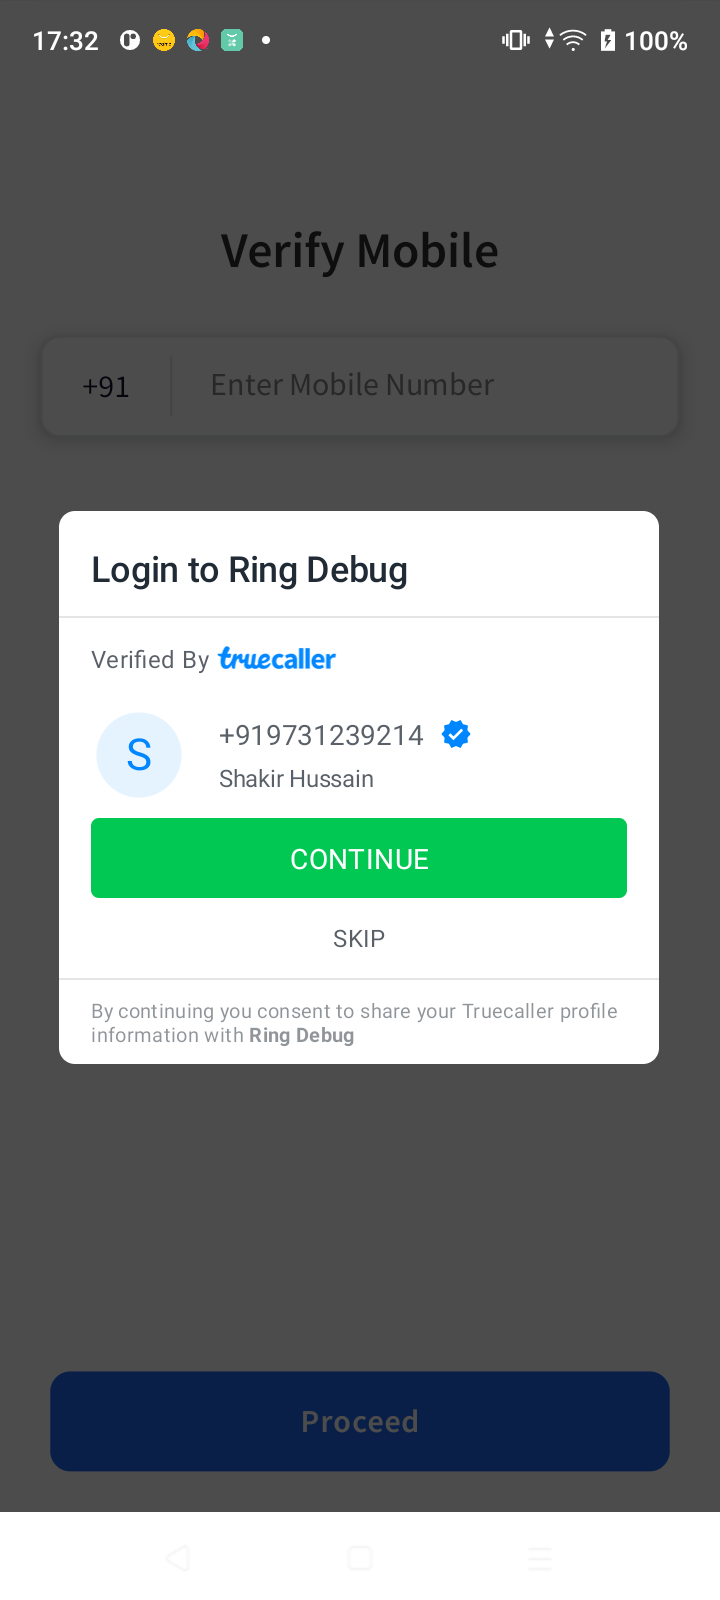 17:32 100%
Verify Mobile
+91 Enter Mobile Number
Login to Ring Debug
Verified By truecaller
S
+919731239214
Shakir Hussain
CONTINUE
SKIP
By continuing you consent to share your Truecaller profile
information with Ring Debug
Proceed